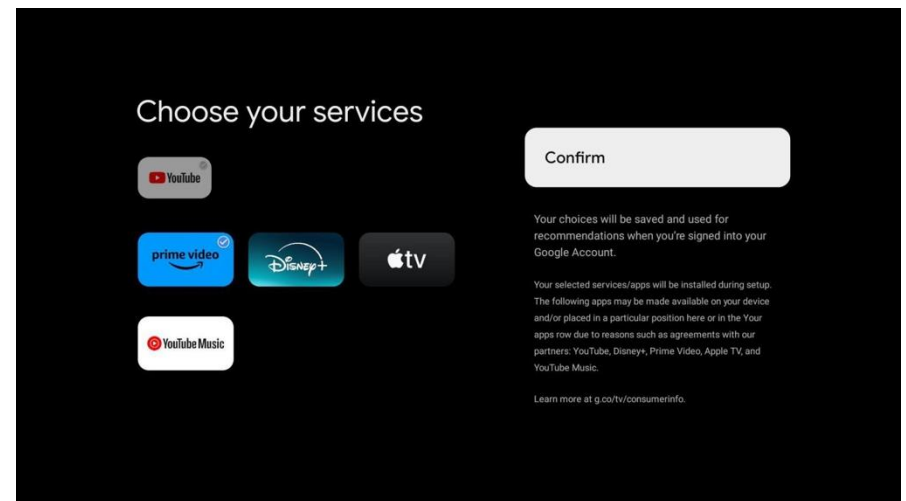 Choose your services
YouTube
prime video
Disney+
tv
YouTube Music
Confirm
Your choices will be saved and used for
recommendations when you're signed into your
Google Account.
Your selected services/apps will be installed during setup.
The following apps may be made available on your device
and/or placed in a particular position here or in the Your
apps row due to reasons such as agreements with our
partners: YouTube, Disney+, Prime Video, Apple TV, and
YouTube Music.
Learn more at g.co/tv/consumerinfo.